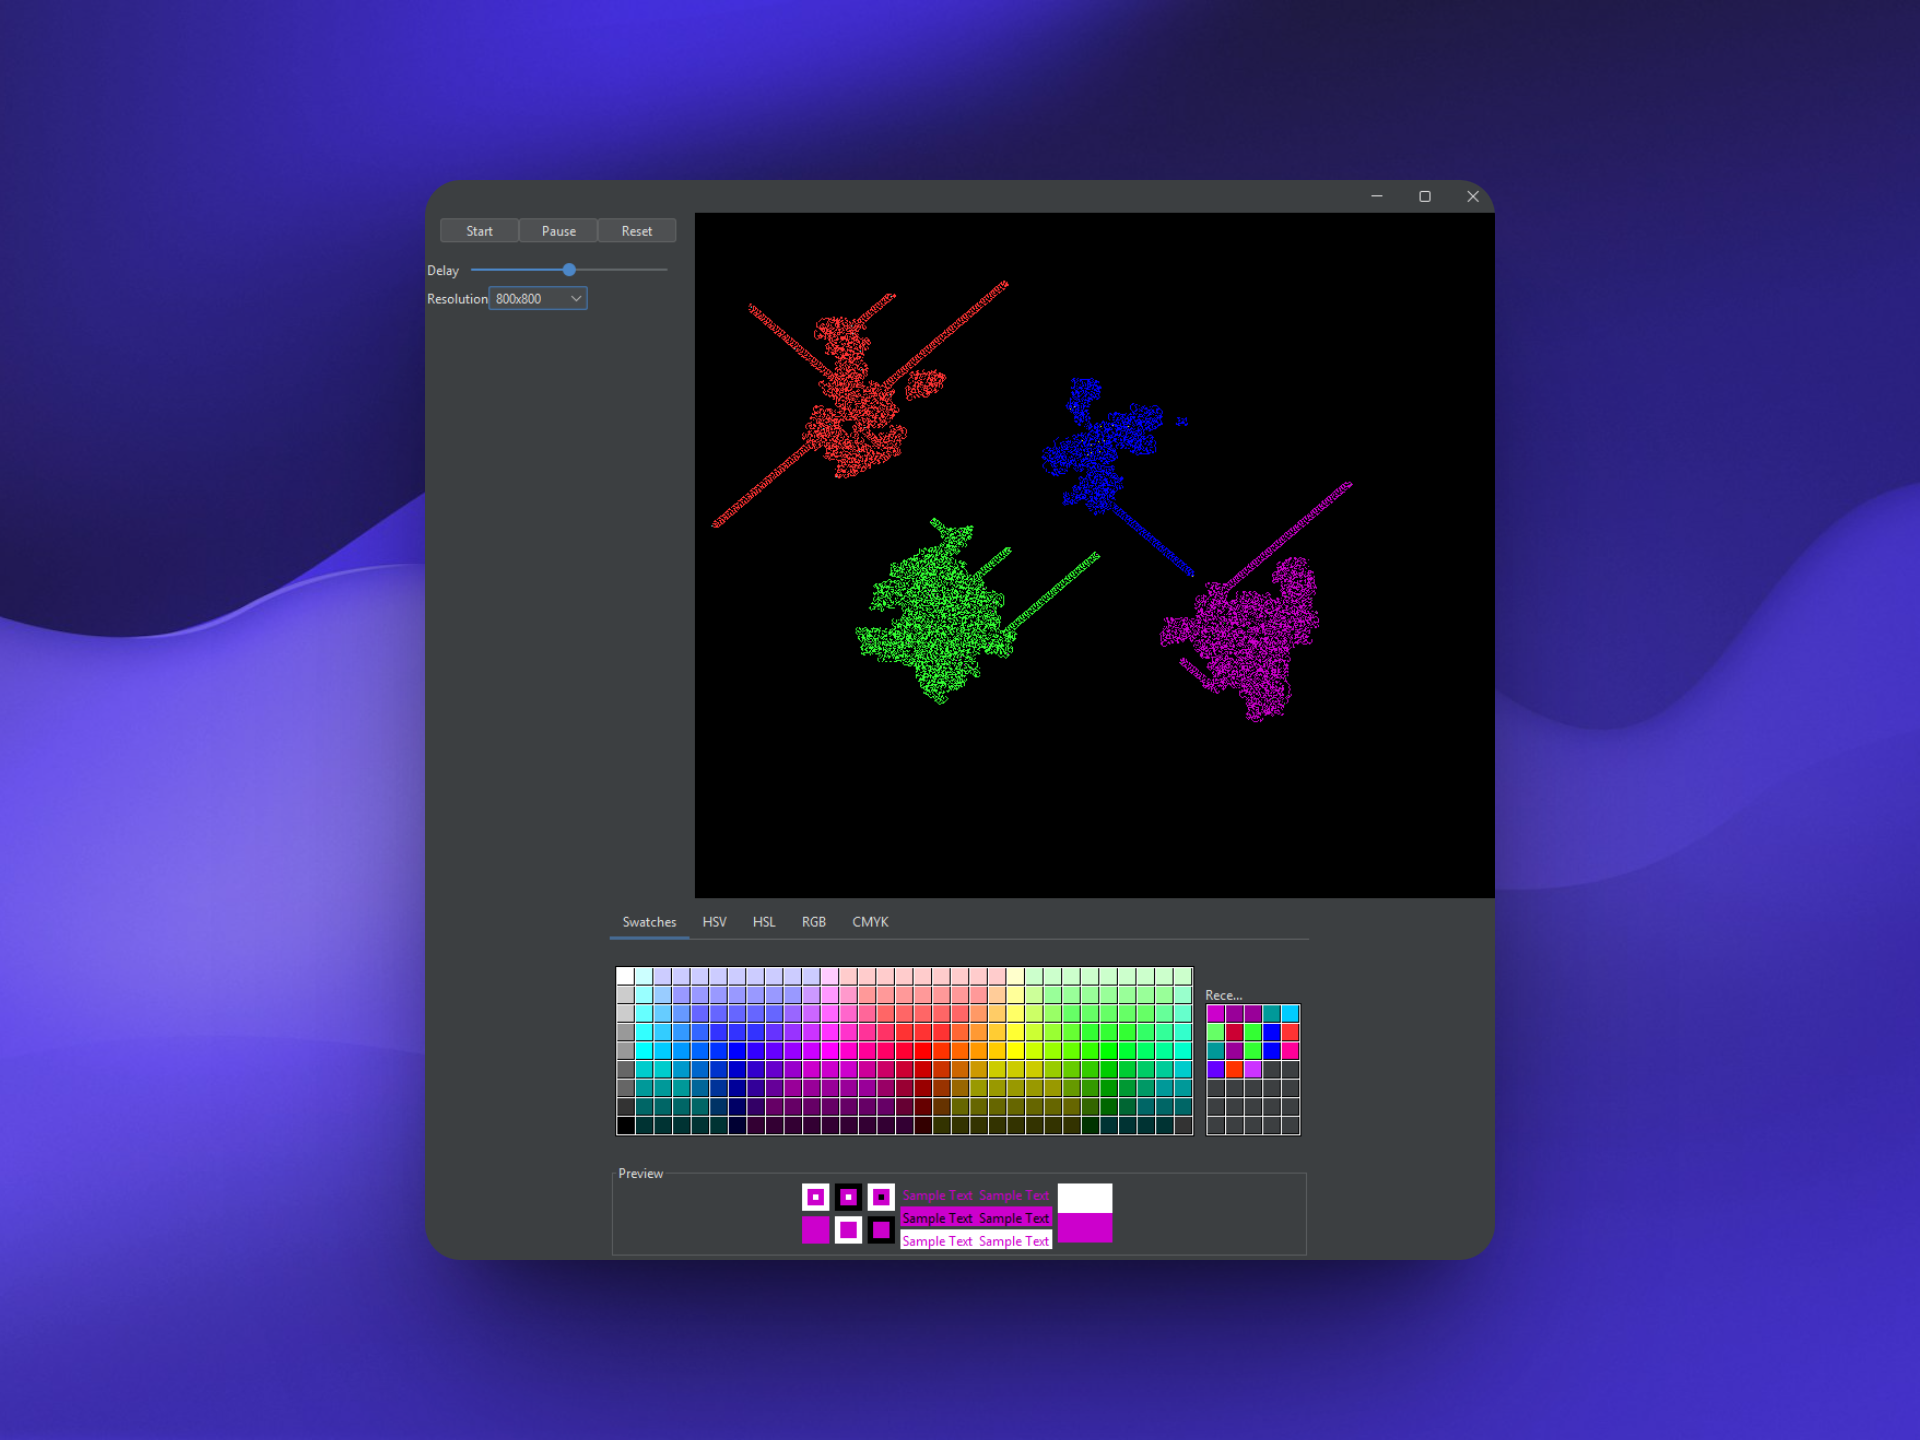 Start Pause Reset
Delay
Resolution 800x800
Swatches HSV HSL RGB CMYK
Rece...
Preview
Sample Text Sample Text
Sample Text Sample Text
Sample Text Sample Text